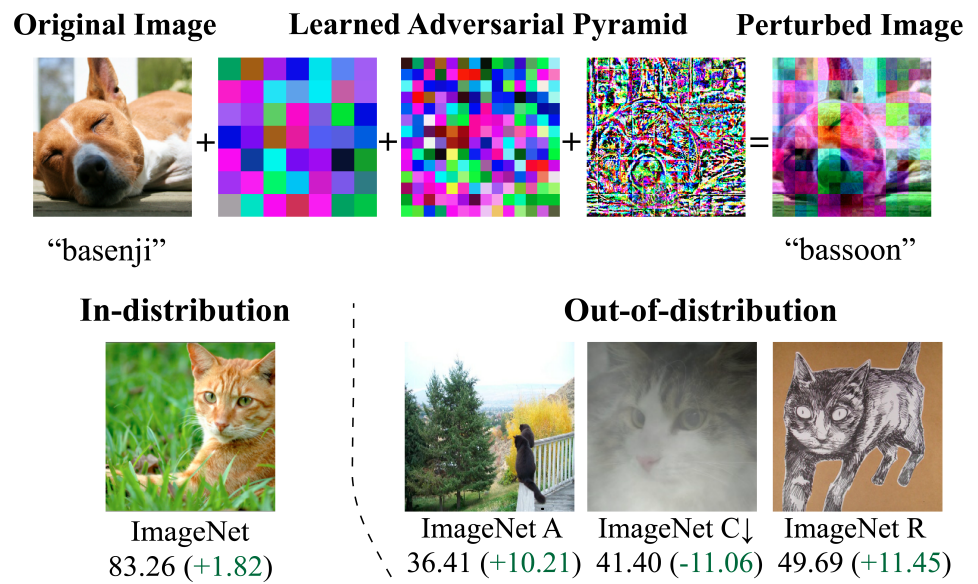 Original Image Learned Adversarial Pyramid Perturbed Image
+ + + =
“basenji” “bassoon”
In-distribution Out-of-distribution
ImageNet ImageNet A ImageNet C↓ ImageNet R
83.26 (+1.82) 36.41 (+10.21) 41.40 (-11.06) 49.69 (+11.45)